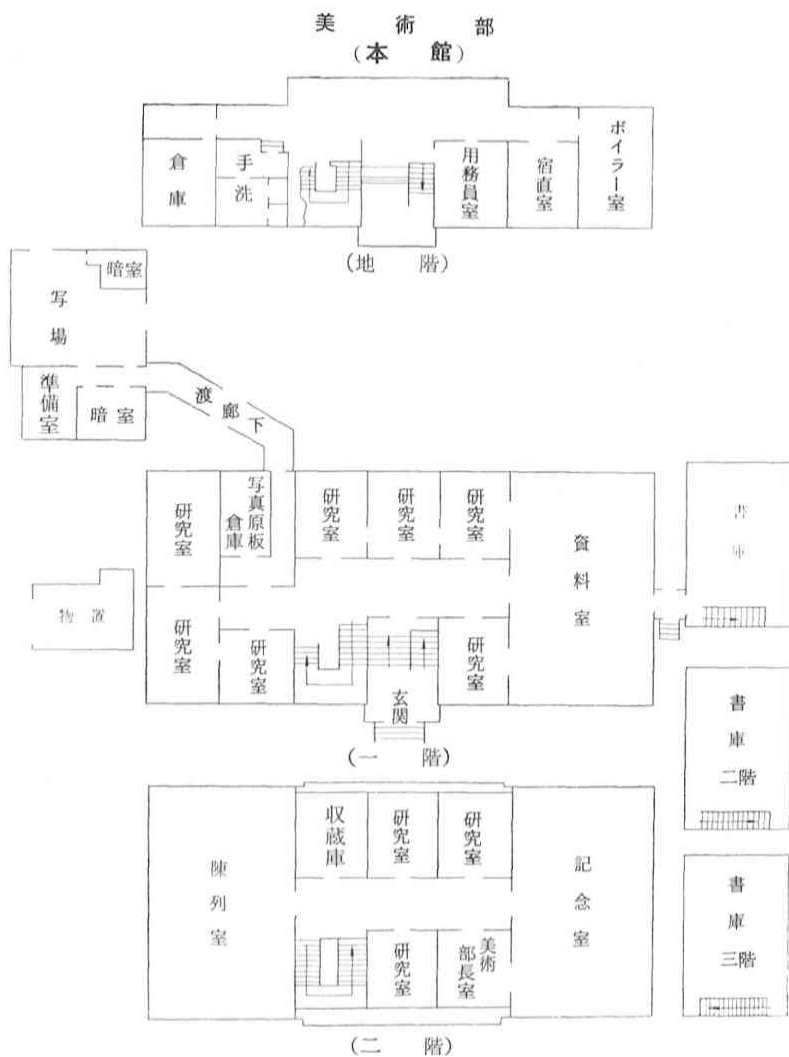 美術部
(本館)
倉庫
手洗
用務員室
宿直室
ボイラー室
(地階)
暗室
写場
準備室
暗室
渡廊下
研究室
写真原板
倉庫
研究室
研究室
研究室
資料室
書庫
物置
研究室
研究室
研究室
玄関
(一階)
書庫二階
陳列室
収蔵庫
研究室
研究室
記念室
研究室
美術
部長室
書庫三階
(二階)